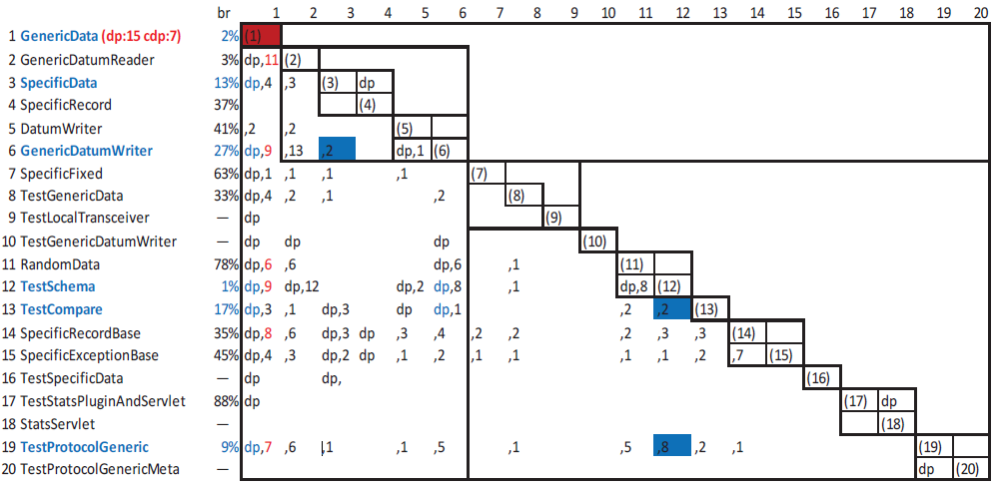 br 1 2 3 4 5 6 7 8 9 10 11 12 13 14 15 16 17 18 19 20
1 GenericData (dp:15 cdp:7) 2% (1)
2 GenericDatumReader 3% dp,11 (2)
3 SpecificData 13% dp,4 ,3 (3) dp
4 SpecificRecord 37% (4)
5 DatumWriter 41% ,2 ,2 (5)
6 GenericDatumWriter 27% dp,9 ,13 ,2 dp,1 (6)
7 SpecificFixed 63% dp,1 ,1 ,1 ,1 (7)
8 TestGenericData 33% dp,4 ,2 ,1 ,2 (8)
9 TestLocalTransceiver — dp (9)
10 TestGenericDatumWriter — dp dp dp (10)
11 RandomData 78% dp,6 ,6 dp,6 ,1 (11)
12 TestSchema 1% dp,9 dp,12 dp,2 dp,8 ,1 dp,8 (12)
13 TestCompare 17% dp,3 ,1 dp,3 dp dp,1 ,2 ,2 (13)
14 SpecificRecordBase 35% dp,8 ,6 dp,3 dp ,3 ,4 ,2 ,2 ,2 ,3 ,3 (14)
15 SpecificExceptionBase 45% dp,4 ,3 dp,2 dp ,1 ,2 ,1 ,1 ,1 ,1 ,2 ,7 (15)
16 TestSpecificData — dp dp, (16)
17 TestStatsPluginAndServlet 88% dp (17) dp
18 StatsServlet — (18)
19 TestProtocolGeneric 9% dp,7 ,6 ,1 ,1 ,5 ,1 ,5 ,8 ,2 ,1 (19)
20 TestProtocolGenericMeta — dp (20)